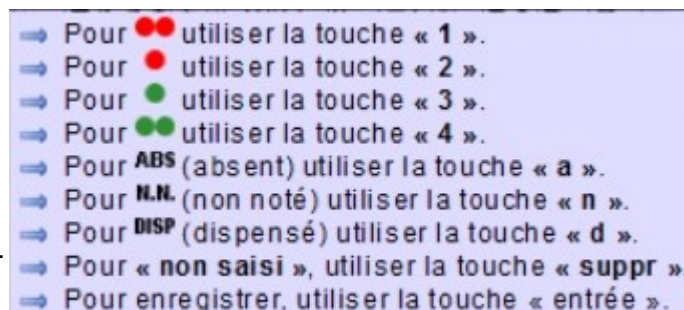 Pour utiliser la touche « 1 ».
Pour utiliser la touche « 2 ».
Pour utiliser la touche « 3 ».
Pour utiliser la touche « 4 ».
Pour ABS (absent) utiliser la touche « a ».
Pour N.N. (non noté) utiliser la touche « n ».
Pour DISP (dispensé) utiliser la touche « d ».
Pour « non saisi », utiliser la touche « suppr »
Pour enregistrer, utiliser la touche « entrée ».